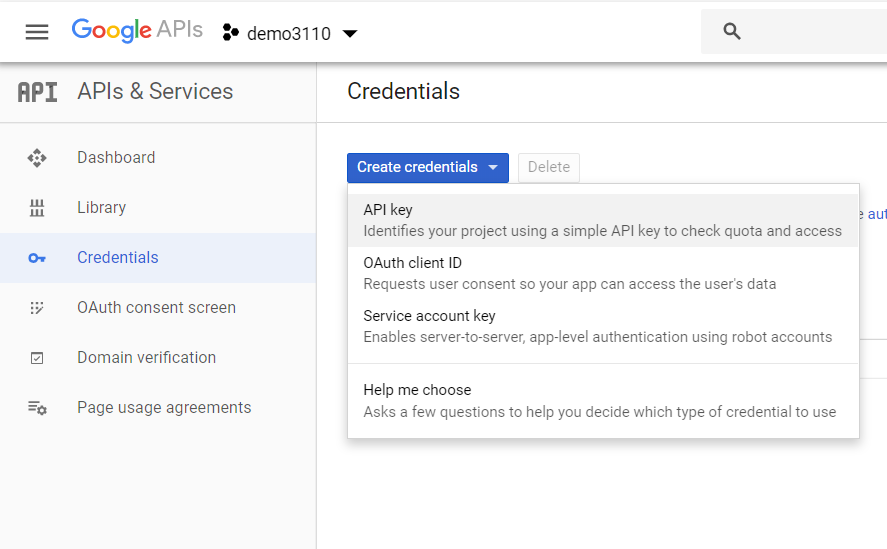 Google APIs
demo3110
API
APIs & Services
Credentials
Dashboard
Library
Credentials
OAuth consent screen
Domain verification
Page usage agreements
Create credentials
Delete
API key
Identifies your project using a simple API key to check quota and access
OAuth client ID
Requests user consent so your app can access the user's data
Service account key
Enables server-to-server, app-level authentication using robot accounts
Help me choose
Asks a few questions to help you decide which type of credential to use